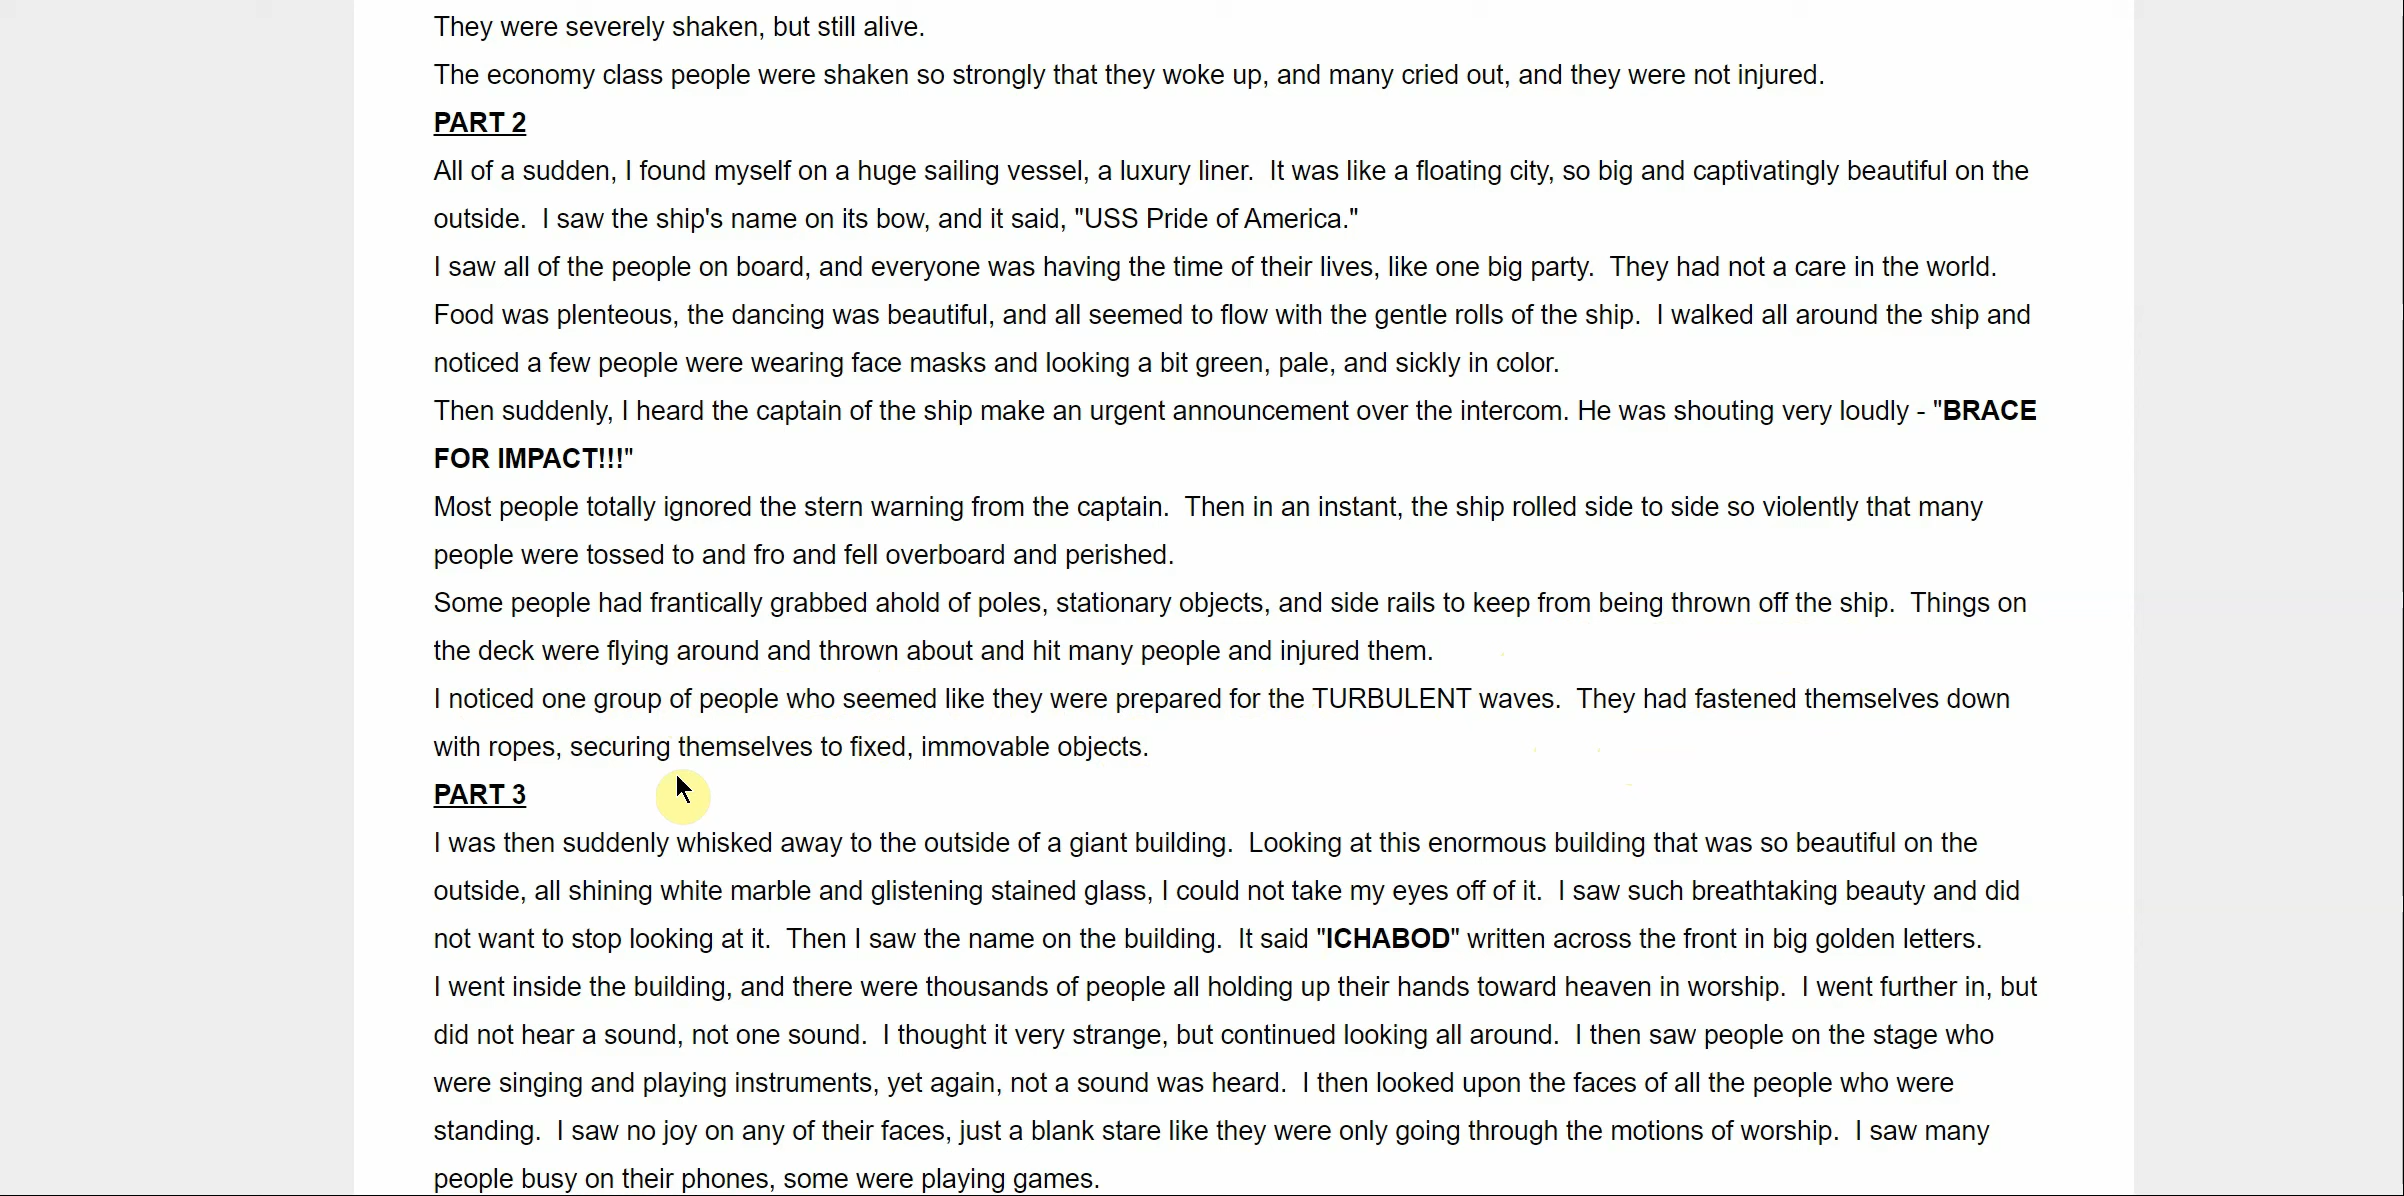 They were severely shaken, but still alive.
The economy class people were shaken so strongly that they woke up, and many cried out, and they were not injured.
PART 2
All of a sudden, I found myself on a huge sailing vessel, a luxury liner.  It was like a floating city, so big and captivatingly beautiful on the
outside.  I saw the ship's name on its bow, and it said, "USS Pride of America."
I saw all of the people on board, and everyone was having the time of their lives, like one big party.  They had not a care in the world.
Food was plenteous, the dancing was beautiful, and all seemed to flow with the gentle rolls of the ship.  I walked all around the ship and
noticed a few people were wearing face masks and looking a bit green, pale, and sickly in color.
Then suddenly, I heard the captain of the ship make an urgent announcement over the intercom. He was shouting very loudly - "BRACE
FOR IMPACT!!!"
Most people totally ignored the stern warning from the captain.  Then in an instant, the ship rolled side to side so violently that many
people were tossed to and fro and fell overboard and perished.
Some people had frantically grabbed ahold of poles, stationary objects, and side rails to keep from being thrown off the ship.  Things on
the deck were flying around and thrown about and hit many people and injured them.
I noticed one group of people who seemed like they were prepared for the TURBULENT waves.  They had fastened themselves down
with ropes, securing themselves to fixed, immovable objects.
PART 3
I was then suddenly whisked away to the outside of a giant building.  Looking at this enormous building that was so beautiful on the
outside, all shining white marble and glistening stained glass, I could not take my eyes off of it.  I saw such breathtaking beauty and did
not want to stop looking at it.  Then I saw the name on the building.  It said "ICHABOD" written across the front in big golden letters.
I went inside the building, and there were thousands of people all holding up their hands toward heaven in worship.  I went further in, but
did not hear a sound, not one sound.  I thought it very strange, but continued looking all around.  I then saw people on the stage who
were singing and playing instruments, yet again, not a sound was heard.  I then looked upon the faces of all the people who were
standing.  I saw no joy on any of their faces, just a blank stare like they were only going through the motions of worship.  I saw many
people busy on their phones, some were playing games.